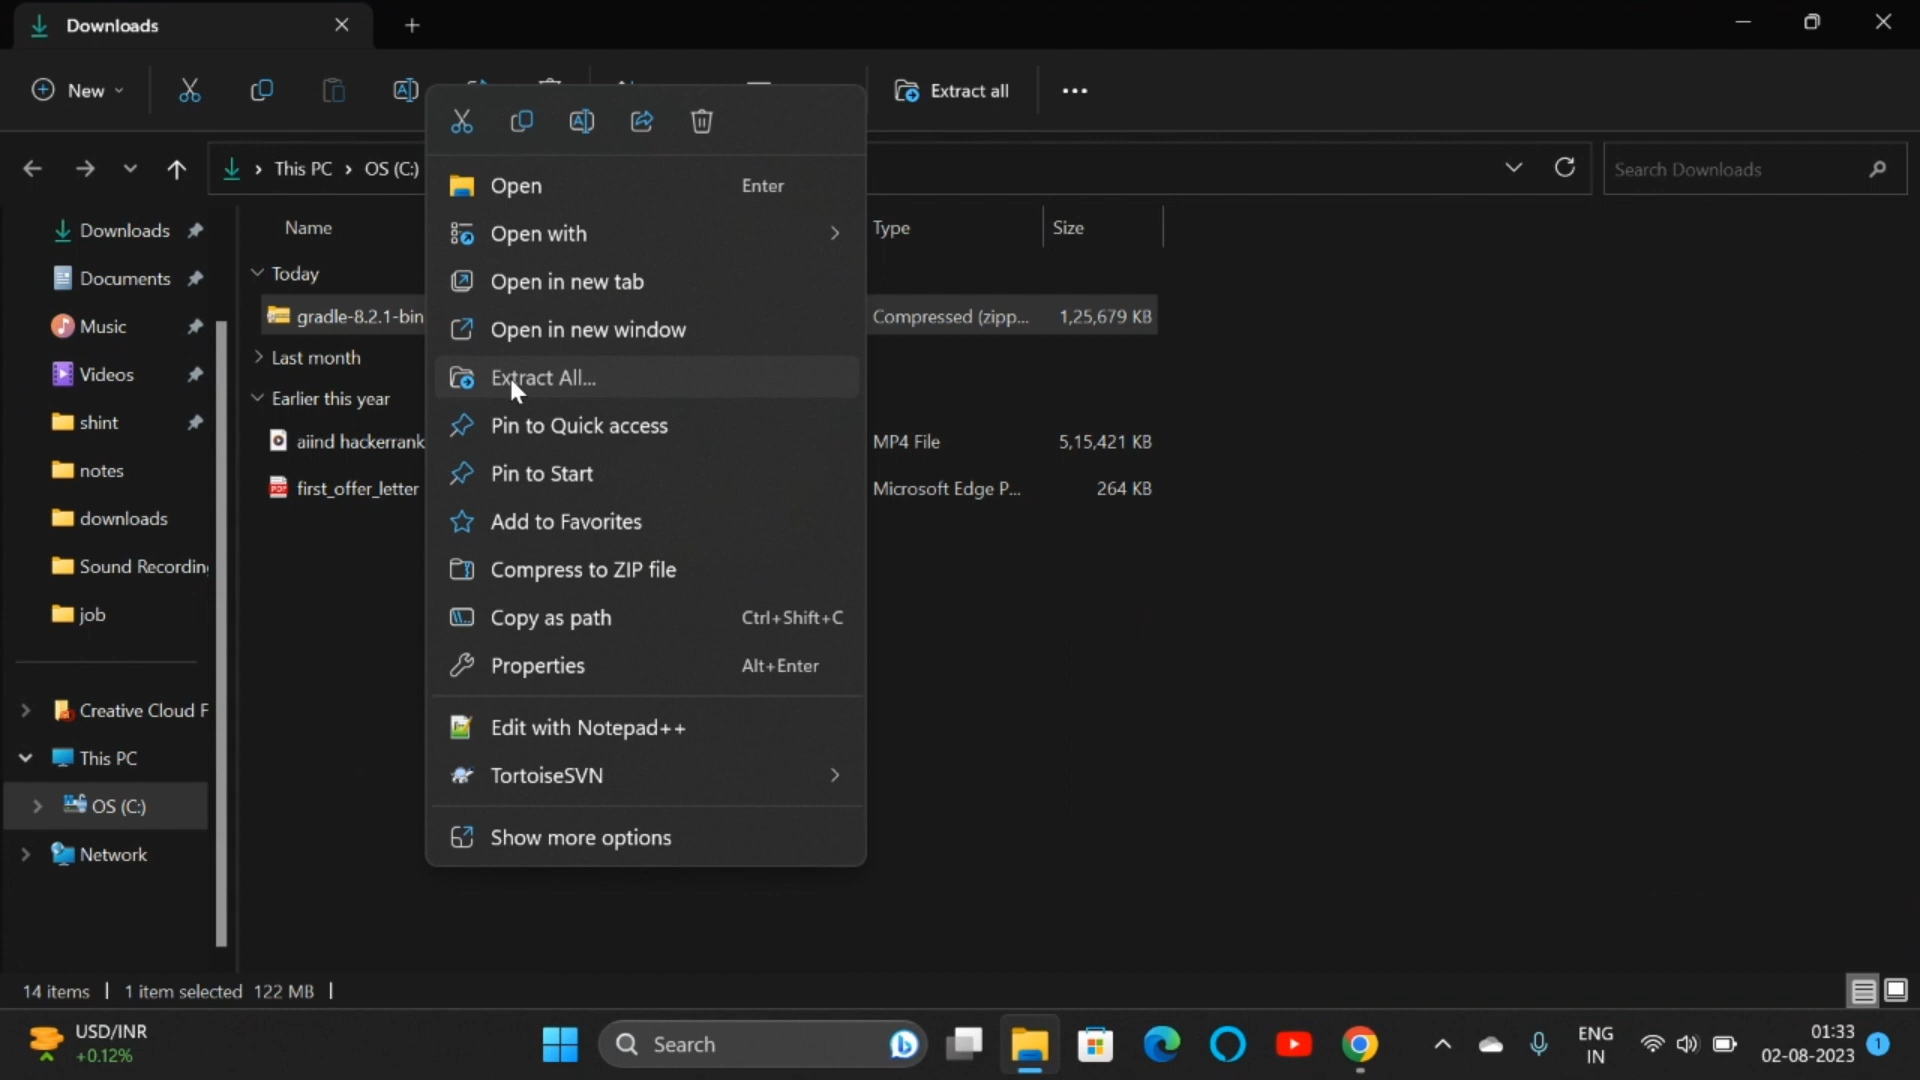 Downloads
New
Extract all
This PC > OS (C:)
Search Downloads
Downloads
Documents
Music
Videos
shint
notes
downloads
Sound Recordin
job
Creative Cloud F
This PC
OS (C:)
Network
Name
Type
Size
Today
gradle-8.2.1-bin
Compressed (zipp...
1,25,679 KB
Last month
Earlier this year
aiind hackerrank
MP4 File
5,15,421 KB
first_offer_letter
Microsoft Edge P...
264 KB
Open Enter
Open with
Open in new tab
Open in new window
Extract All...
Pin to Quick access
Pin to Start
Add to Favorites
Compress to ZIP file
Copy as path Ctrl+Shift+C
Properties Alt+Enter
Edit with Notepad++
TortoiseSVN
Show more options
14 items | 1 item selected 122 MB |
USD/INR
+0.12%
Search
ENG
IN
01:33
02-08-2023
1